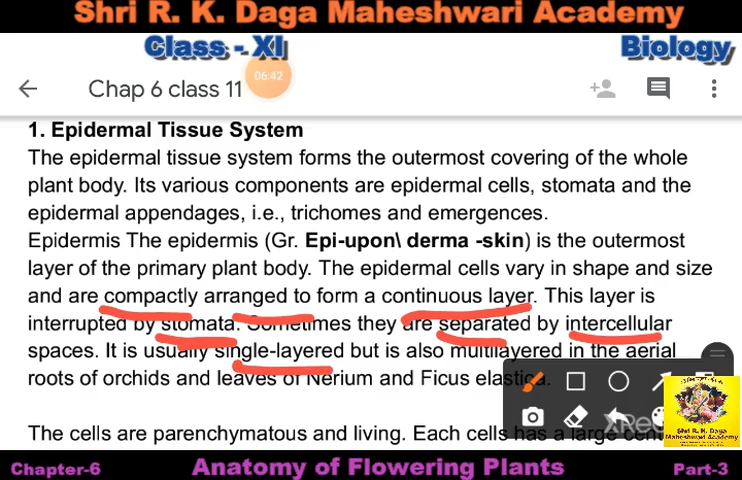 Shri R. K. Daga Maheshwari Academy
Class - XI
Biology
06:42
Chap 6 class 11
1. Epidermal Tissue System
The epidermal tissue system forms the outermost covering of the whole
plant body. Its various components are epidermal cells, stomata and the
epidermal appendages, i.e., trichomes and emergences.
Epidermis The epidermis (Gr. Epi-upon\ derma -skin) is the outermost
layer of the primary plant body. The epidermal cells vary in shape and size
and are compactly arranged to form a continuous layer. This layer is
interrupted by stomata. Sometimes they are separated by intercellular
spaces. It is usually single-layered but is also multilayered in the aerial
roots of orchids and leaves of Nerium and Ficus elastica.
The cells are parenchymatous and living. Each cells has a large
Shri R. K. Daga
Maheshwari Academy
Chapter-6
Anatomy of Flowering Plants
Part-3